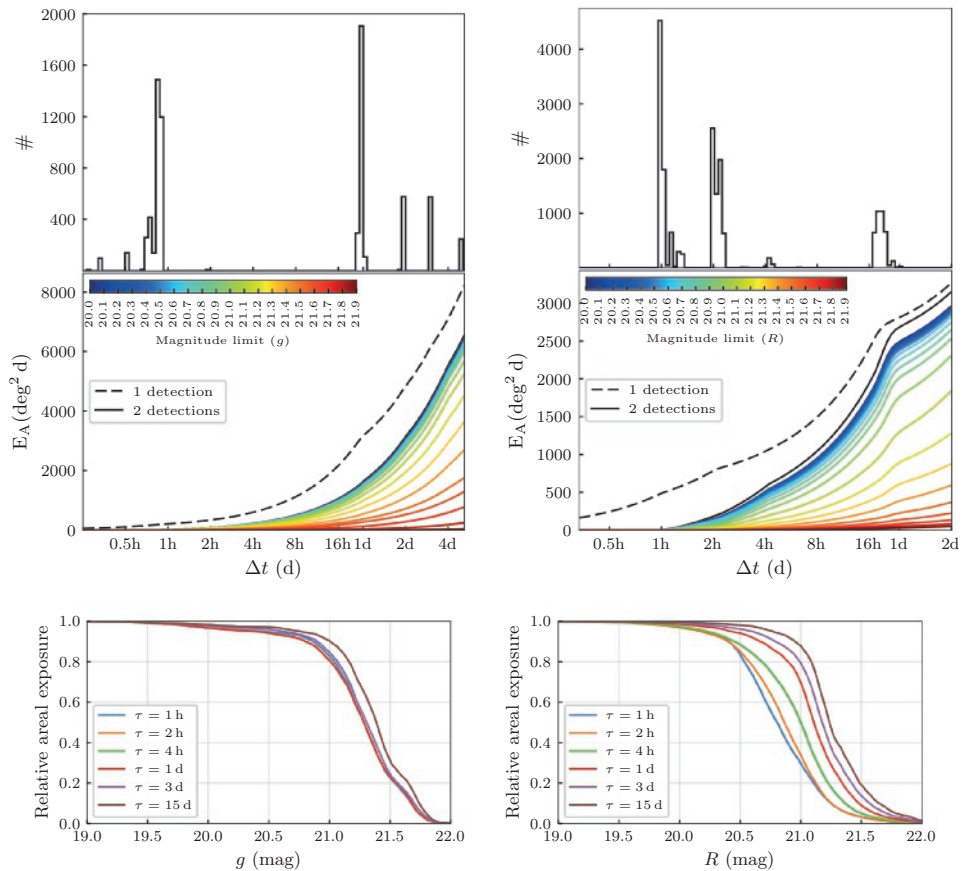 2000
1600
1200
800
400
0
#
4000
3000
2000
1000
#
8000
6000
4000
2000
0
E_A (deg² d)
20.0 20.1 20.2 20.3 20.4 20.5 20.6 20.7 20.8 20.9 21.0 21.1 21.2 21.3 21.4 21.5 21.6 21.7 21.8 21.9
Magnitude limit (g)
1 detection
2 detections
0.5h 1h 2h 4h 8h 16h 1d 2d 4d
Δt (d)
3000
2500
2000
1500
1000
500
0
E_A (deg² d)
20.0 20.1 20.2 20.3 20.4 20.5 20.6 20.7 20.8 20.9 21.0 21.1 21.2 21.3 21.4 21.5 21.6 21.7 21.8 21.9
Magnitude limit (R)
1 detection
2 detections
0.5h 1h 2h 4h 8h 16h 1d 2d
Δt (d)
1.0
0.8
0.6
0.4
0.2
0.0
Relative areal exposure
τ = 1 h
τ = 2 h
τ = 4 h
τ = 1 d
τ = 3 d
τ = 15 d
19.0 19.5 20.0 20.5 21.0 21.5 22.0
g (mag)
1.0
0.8
0.6
0.4
0.2
0.0
Relative areal exposure
τ = 1 h
τ = 2 h
τ = 4 h
τ = 1 d
τ = 3 d
τ = 15 d
19.0 19.5 20.0 20.5 21.0 21.5 22.0
R (mag)